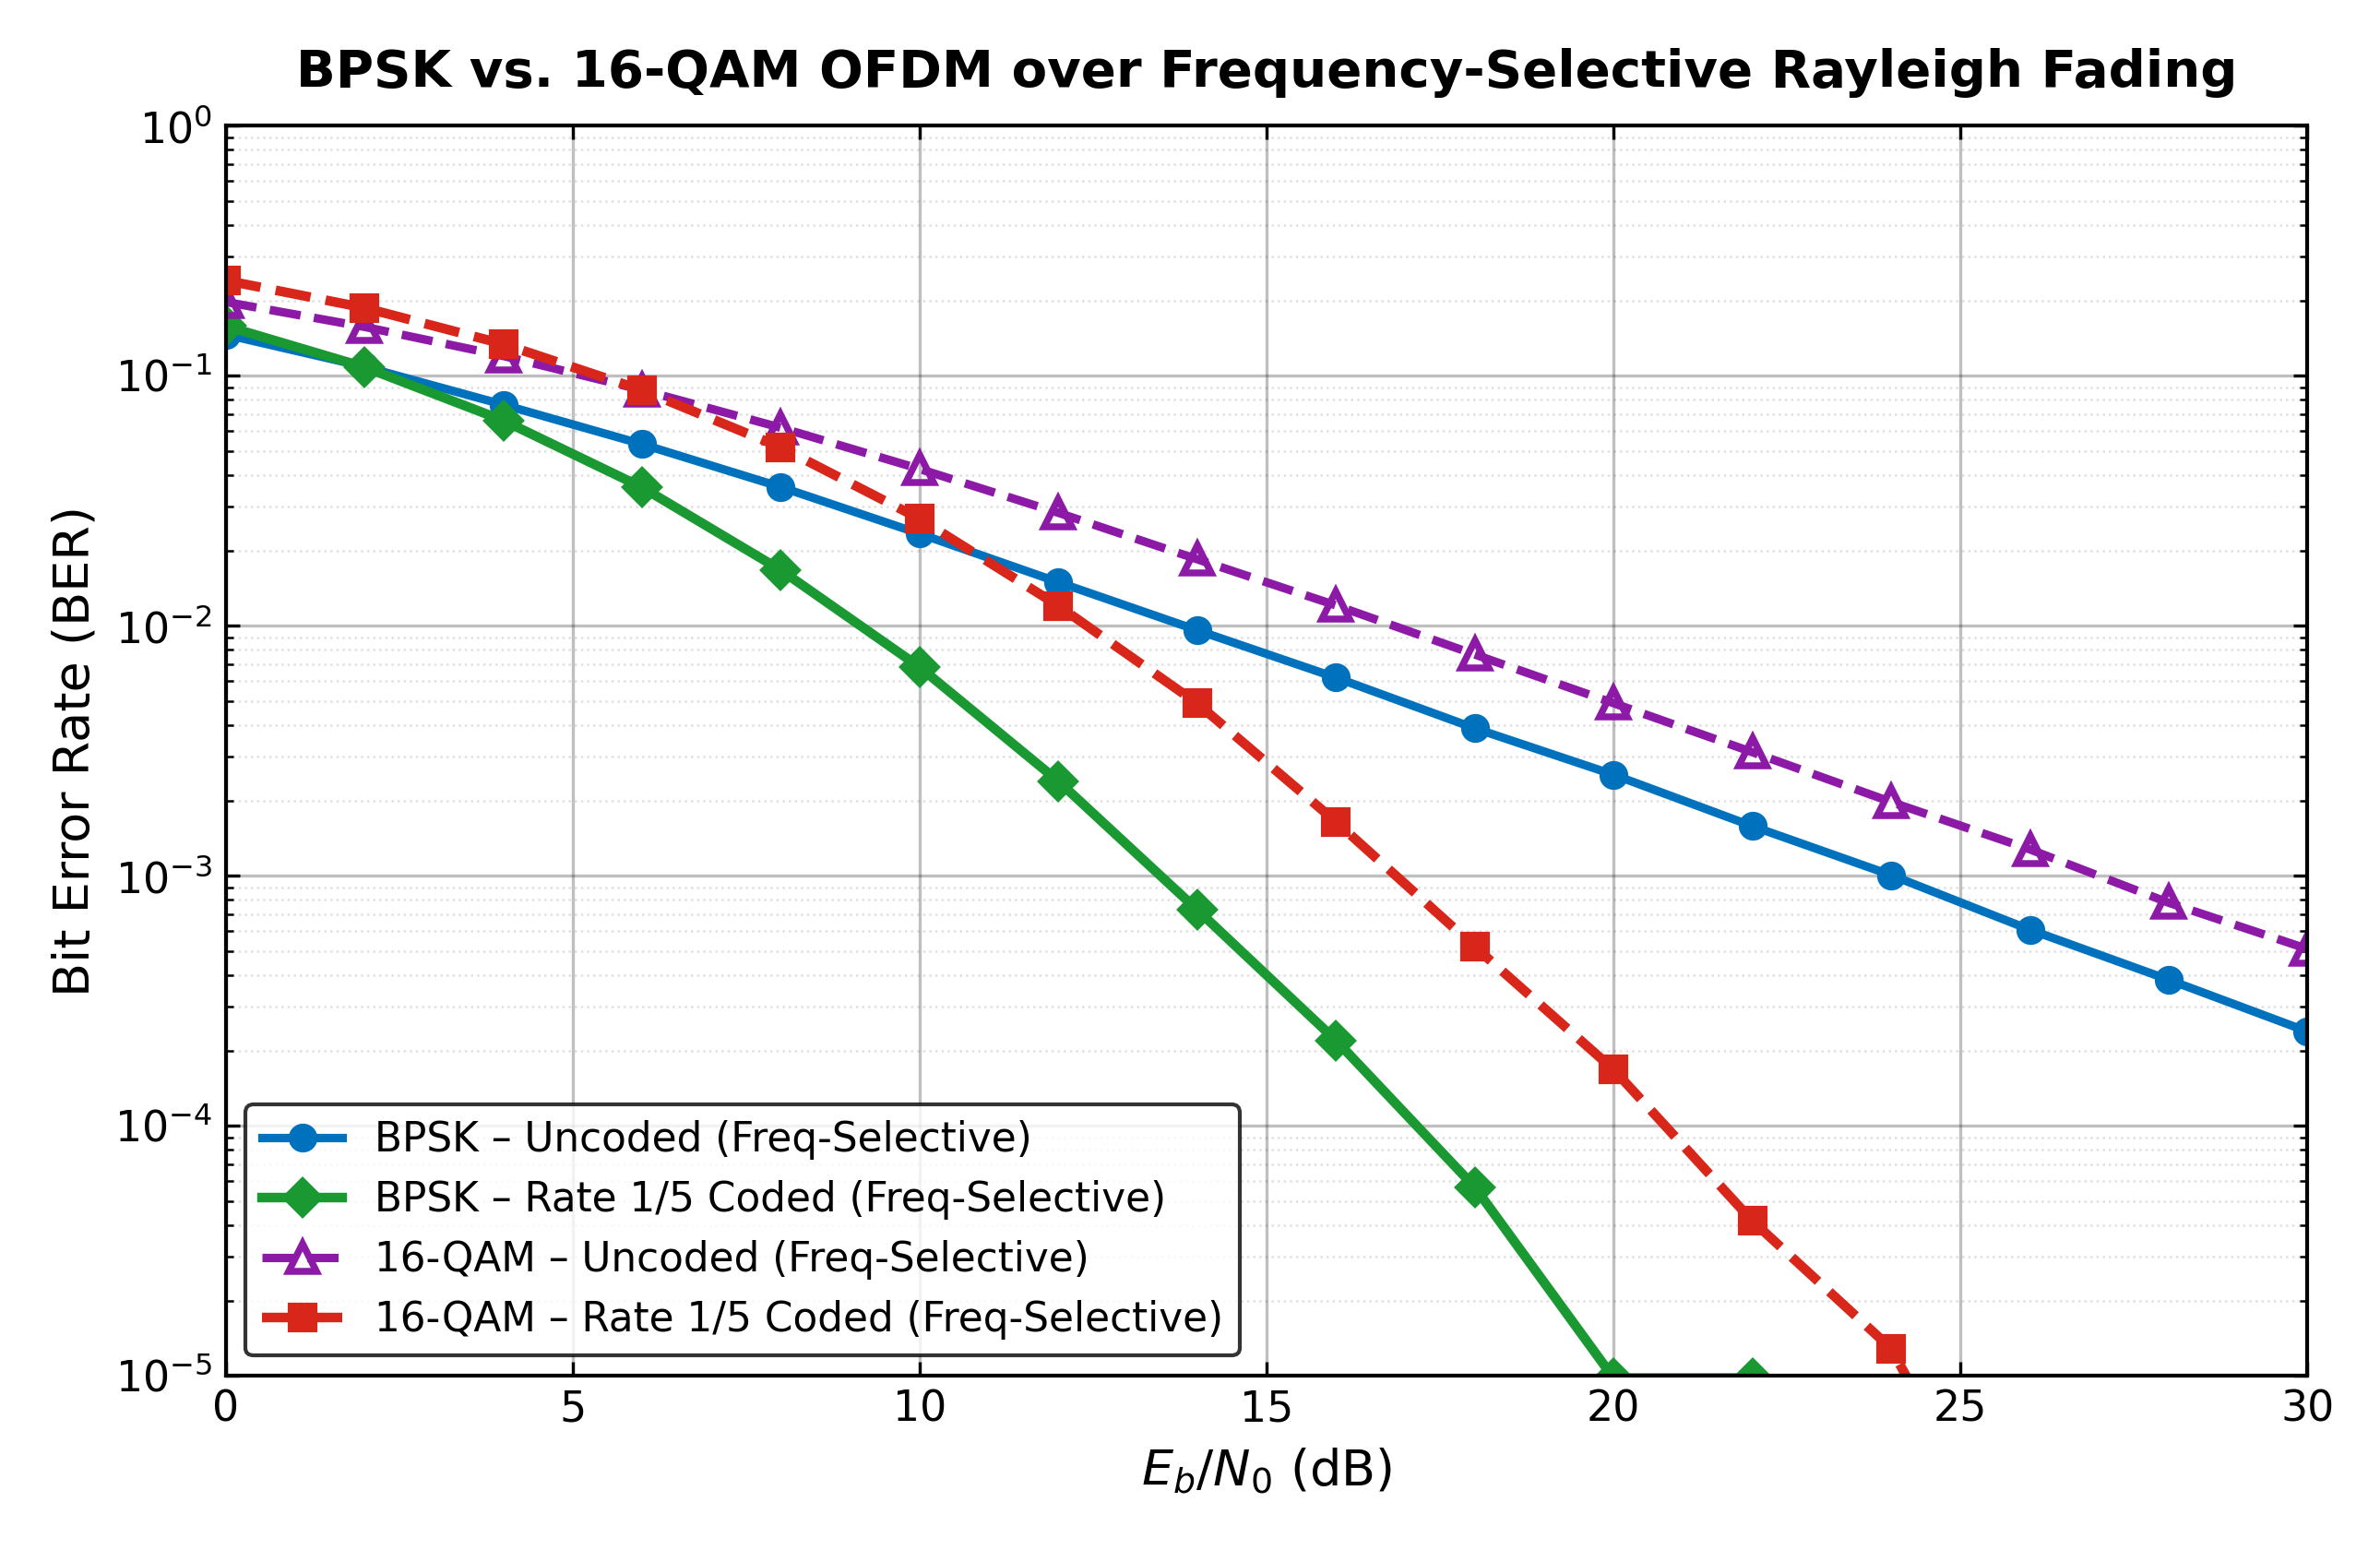 BPSK vs. 16-QAM OFDM over Frequency-Selective Rayleigh Fading
10⁰
10⁻¹
10⁻²
10⁻³
10⁻⁴
10⁻⁵
Bit Error Rate (BER)
BPSK – Uncoded (Freq-Selective)
BPSK – Rate 1/5 Coded (Freq-Selective)
16-QAM – Uncoded (Freq-Selective)
16-QAM – Rate 1/5 Coded (Freq-Selective)
0 5 10 15 20 25 30
E_b/N_0 (dB)